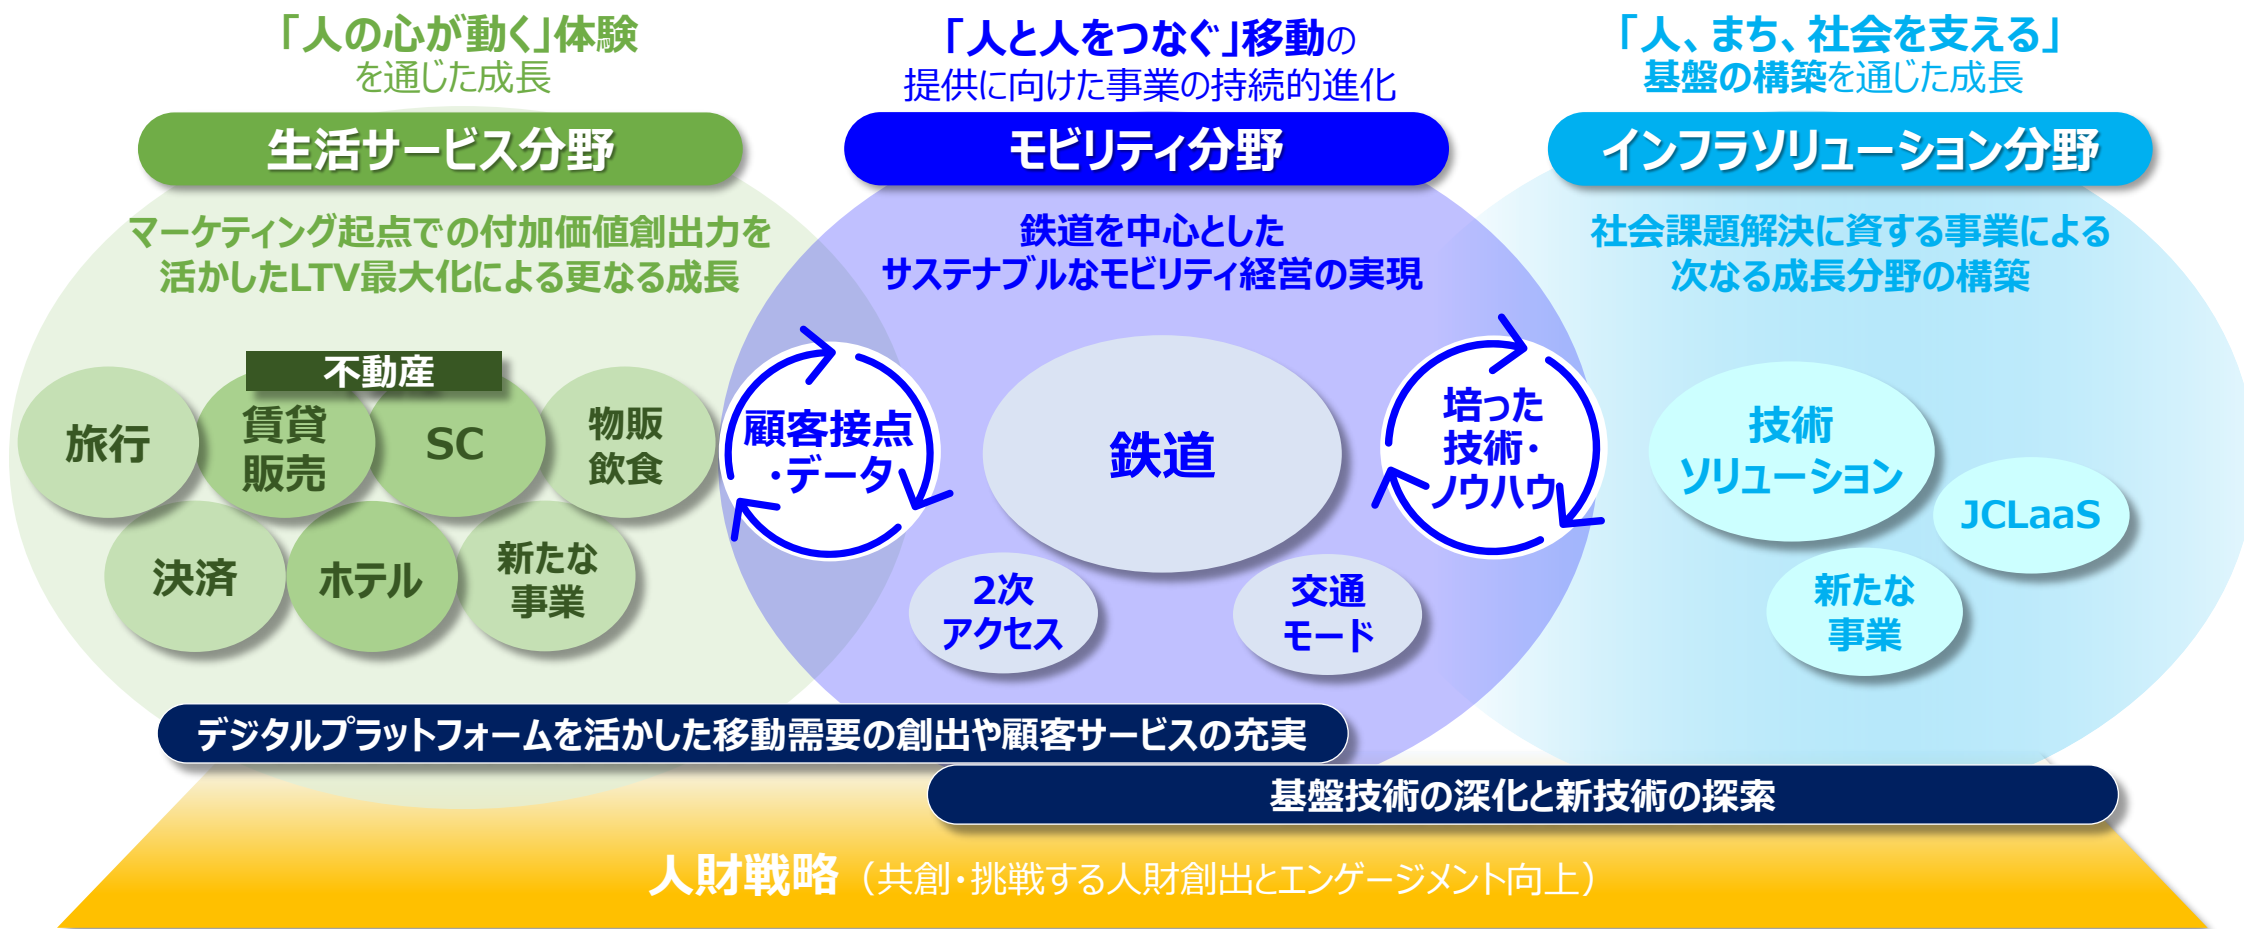 「人の心が動く」体験
を通じた成長
生活サービス分野
マーケティング起点での付加価値創出力を
活かしたLTV最大化による更なる成長
不動産
旅行
賃貸
販売
SC
物販
飲食
決済
ホテル
新たな
事業
顧客接点
・データ
「人と人をつなぐ」移動の
提供に向けた事業の持続的進化
モビリティ分野
鉄道を中心とした
サステナブルなモビリティ経営の実現
鉄道
2次
アクセス
交通
モード
培った
技術・
ノウハウ
「人、まち、社会を支える」
基盤の構築を通じた成長
インフラソリューション分野
社会課題解決に資する事業による
次なる成長分野の構築
技術
ソリューション
JCLaaS
新たな
事業
デジタルプラットフォームを活かした移動需要の創出や顧客サービスの充実
基盤技術の深化と新技術の探索
人財戦略（共創・挑戦する人財創出とエンゲージメント向上）